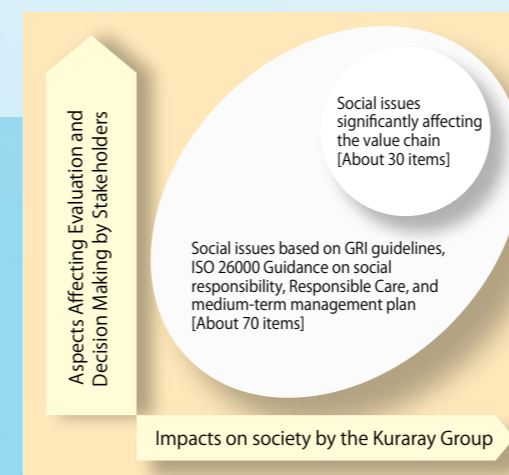 Aspects Affecting Evaluation and
Decision Making by Stakeholders
Social issues
significantly affecting
the value chain
[About 30 items]
Social issues based on GRI guidelines,
ISO 26000 Guidance on social
responsibility, Responsible Care, and
medium-term management plan
[About 70 items]
Impacts on society by the Kuraray Group